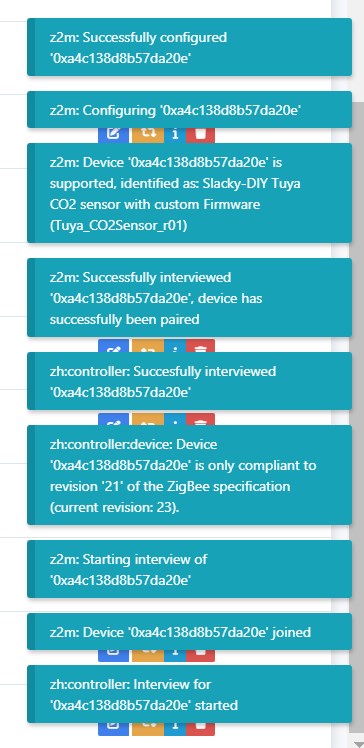 z2m: Successfully configured
'0xa4c138d8b57da20e'
z2m: Configuring '0xa4c138d8b57da20e'
z2m: Device '0xa4c138d8b57da20e' is
supported, identified as: Slacky-DIY Tuya
CO2 sensor with custom Firmware
(Tuya_CO2Sensor_r01)
z2m: Successfully interviewed
'0xa4c138d8b57da20e', device has
successfully been paired
zh:controller: Succesfully interviewed
'0xa4c138d8b57da20e'
zh:controller:device: Device
'0xa4c138d8b57da20e' is only compliant to
revision '21' of the ZigBee specification
(current revision: 23).
z2m: Starting interview of
'0xa4c138d8b57da20e'
z2m: Device '0xa4c138d8b57da20e' joined
zh:controller: Interview for
'0xa4c138d8b57da20e' started